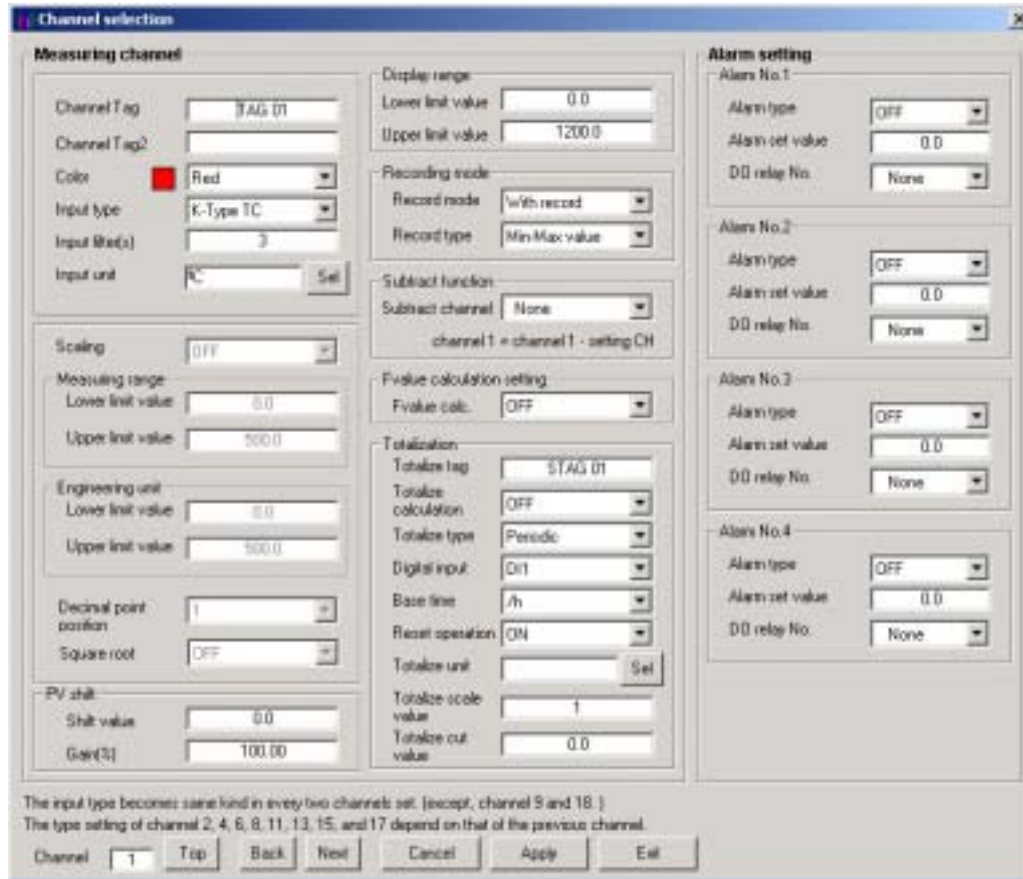 Channel selection
Measuring channel
Channel Tag TAG 01
Channel Tag2
Color Red
Input type K-Type TC
Input filter(s) 3
Input unit ℃ Sel
Scaling OFF
Measuring range
Lower limit value 0.0
Upper limit value 500.0
Engineering unit
Lower limit value 0.0
Upper limit value 500.0
Decimal point position 1
Square root OFF
PV shift
Shift value 0.0
Gain(%) 100.00
Display range
Lower limit value 0.0
Upper limit value 1200.0
Recording mode
Record mode With record
Record type Min-Max value
Subtract function
Subtract channel None
channel 1 = channel 1 - setting CH
Fvalue calculation setting
Fvalue calc. OFF
Totalization
Totalize tag STAG 01
Totalize calculation OFF
Totalize type Periodic
Digital input DI1
Base time /h
Reset operation ON
Totalize unit Sel
Totalize scale value 1
Totalize cut value 0.0
Alarm setting
Alarm No.1
Alarm type OFF
Alarm set value 0.0
DO relay No. None
Alarm No.2
Alarm type OFF
Alarm set value 0.0
DO relay No. None
Alarm No.3
Alarm type OFF
Alarm set value 0.0
DO relay No. None
Alarm No.4
Alarm type OFF
Alarm set value 0.0
DO relay No. None
The input type becomes same kind in every two channels set. (except, channel 9 and 18. )
The type setting of channel 2, 4, 6, 8, 11, 13, 15, and 17 depend on that of the previous channel.
Channel 1 Top Back Next Cancel Apply Exit